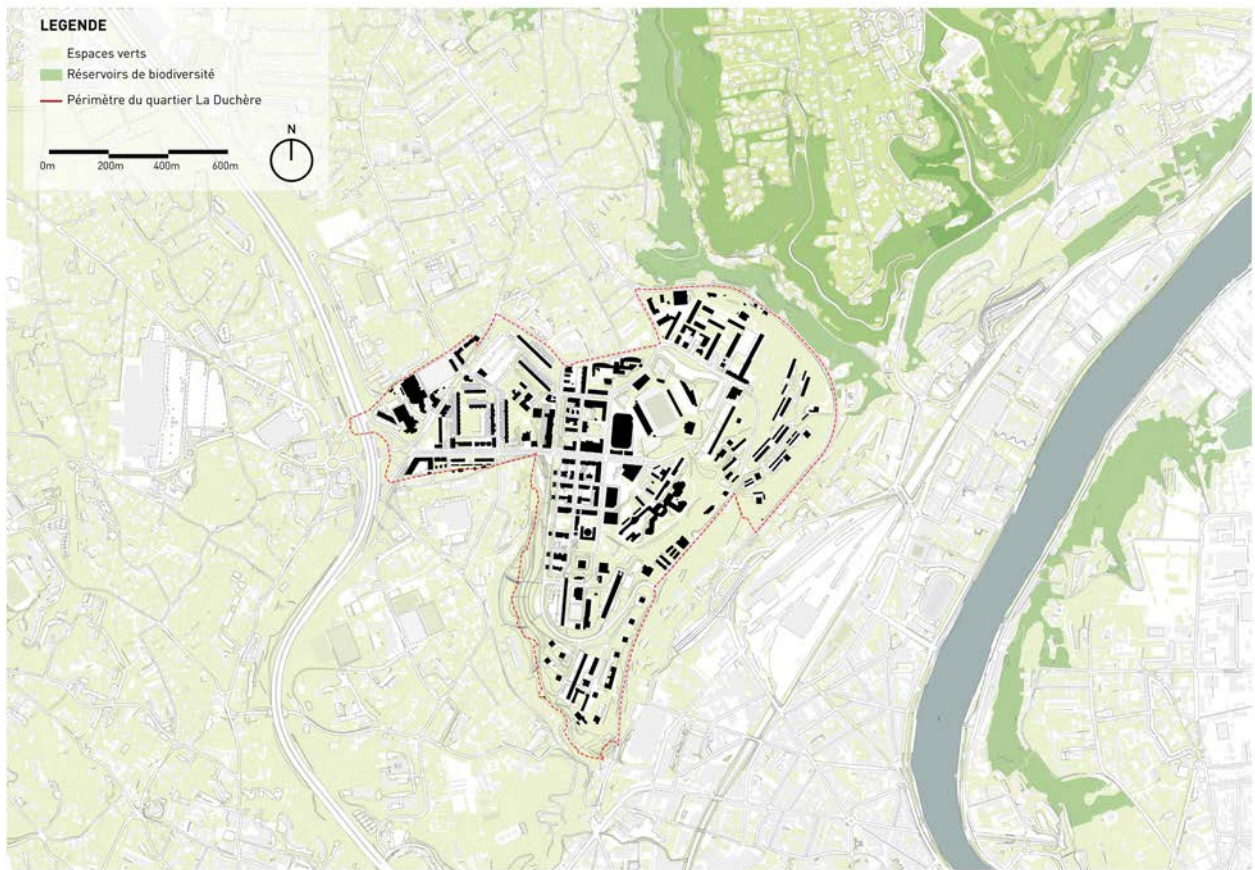 LEGENDE
Espaces verts
Réservoirs de biodiversité
Périmètre du quartier La Duchère
N
0m 200m 400m 600m